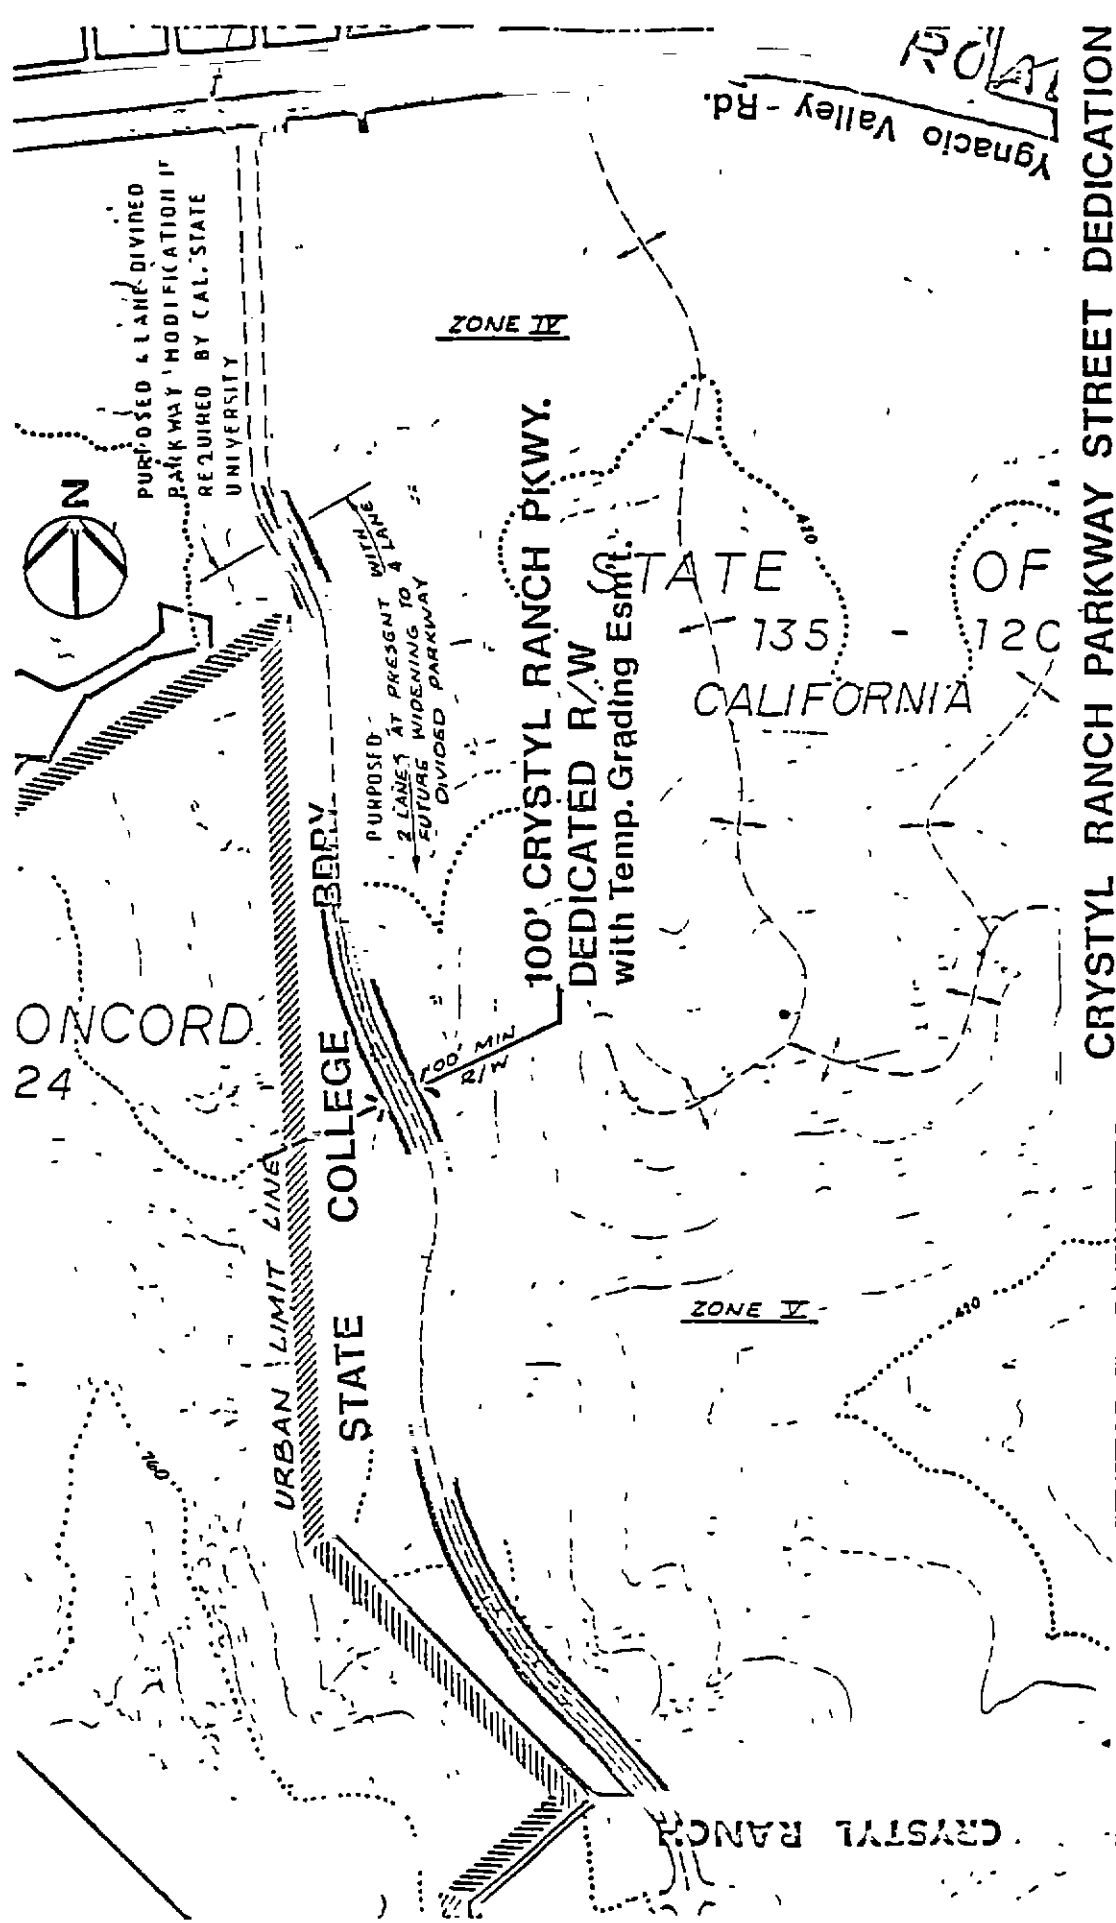 CRYSTYL RANCH PARKWAY STREET DEDICATION
Ygnacio Valley - Rd.
PURPOSED 4 LANE DIVIDED
PARKWAY MODIFICATION IF
REQUIRED BY CAL. STATE
UNIVERSITY
N
ZONE IV
PURPOSED
2 LANES AT PRESENT WITH
FUTURE WIDENING TO 4 LANE
DIVIDED PARKWAY
100' CRYSTYL RANCH PKWY.
DEDICATED R/W
with Temp. Grading Esm't.
STATE OF
135 - 120
CALIFORNIA
ONCORD
24
URBAN LIMIT LINE
STATE COLLEGE BDRY
100' MIN
R/W
ZONE V
CRYSTYL RANCH